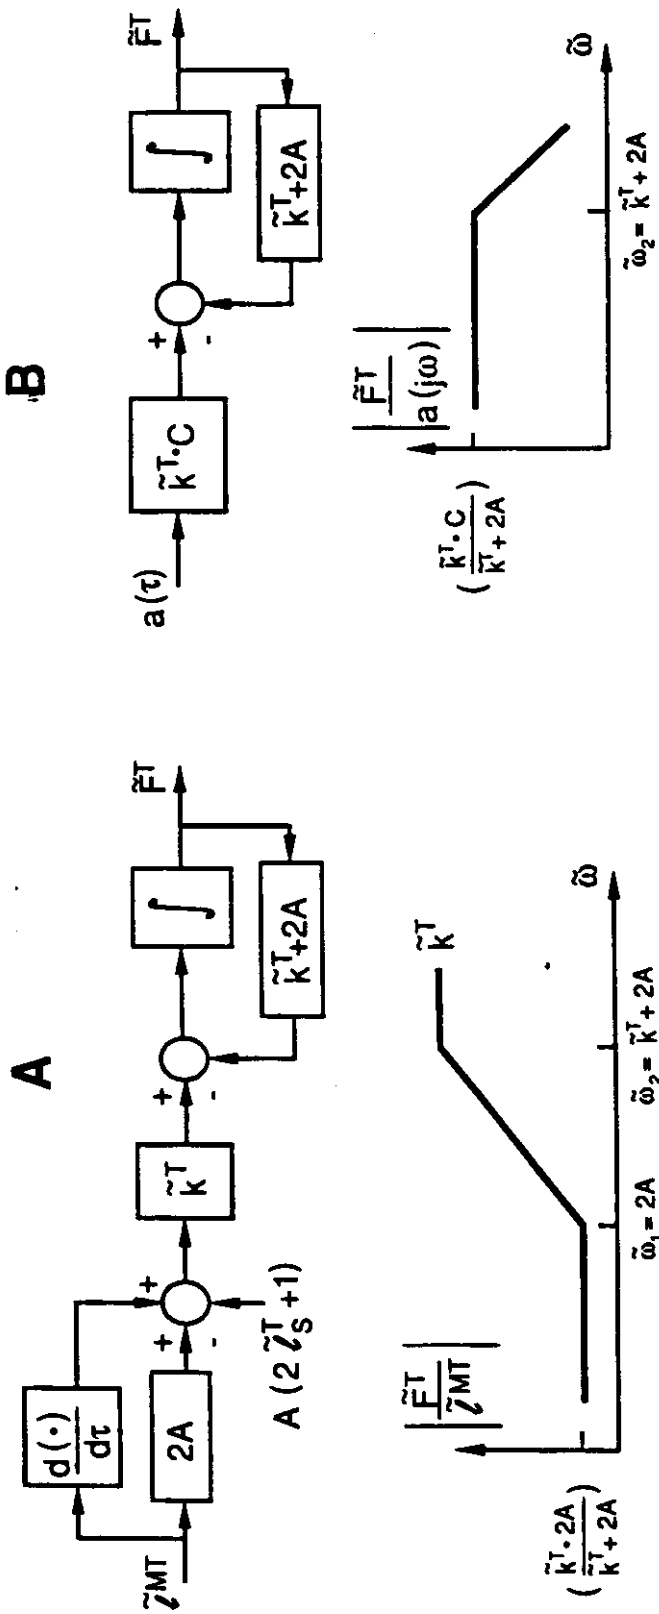 A
l̃ᴹᵀ
d(·)
dτ
2A
+
+
-
A(2 l̃ₛᵀ +1)
k̃ᵀ
+
-
∫
F̃ᵀ
k̃ᵀ+2A
|F̃ᵀ / l̃ᴹᵀ|
(k̃ᵀ·2A / k̃ᵀ+2A)
k̃ᵀ
ω̃₁=2A
ω̃₂=k̃ᵀ+2A
ω̃
B
a(τ)
k̃ᵀ·C
+
-
∫
F̃ᵀ
k̃ᵀ+2A
|F̃ᵀ / a(jω)|
(k̃ᵀ·C / k̃ᵀ+2A)
ω̃₂=k̃ᵀ+2A
ω̃